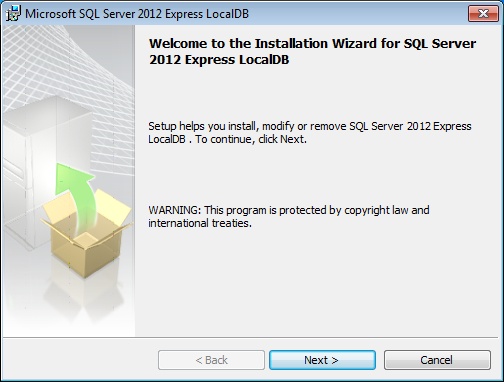 Microsoft SQL Server 2012 Express LocalDB
Welcome to the Installation Wizard for SQL Server
2012 Express LocalDB
Setup helps you install, modify or remove SQL Server 2012 Express
LocalDB . To continue, click Next.
WARNING: This program is protected by copyright law and
international treaties.
< Back
Next >
Cancel